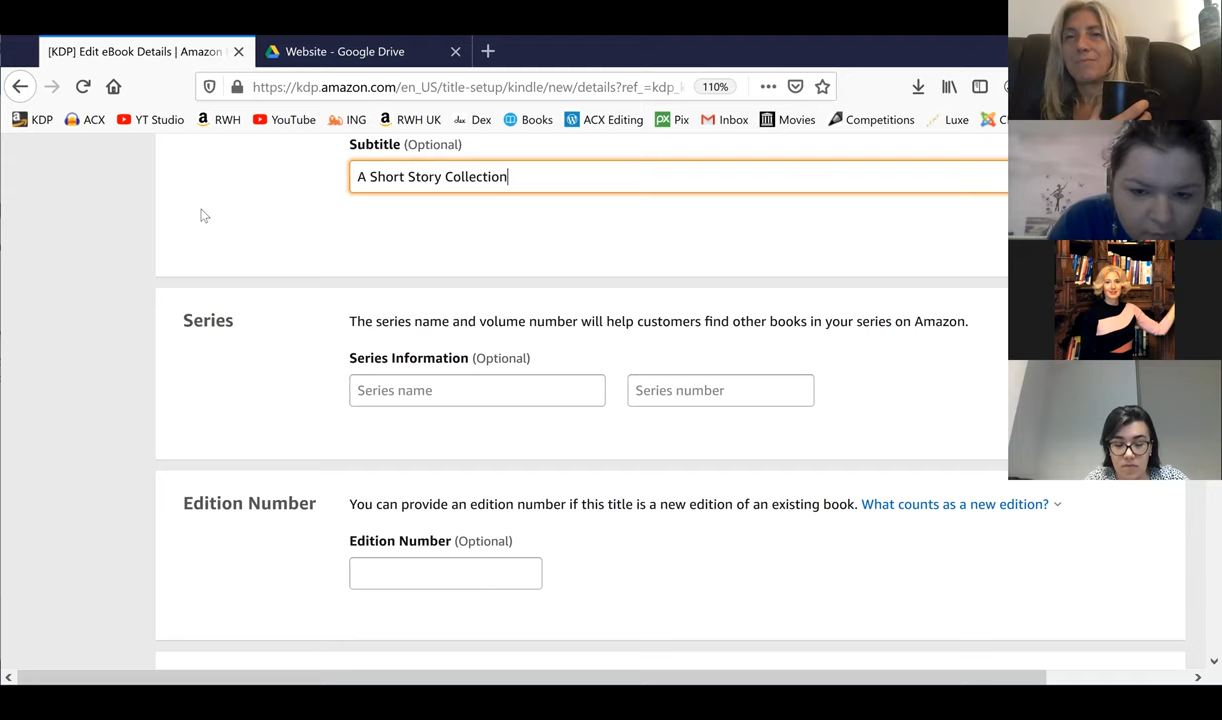 [KDP] Edit eBook Details | Amazon
Website - Google Drive
https://kdp.amazon.com/en_US/title-setup/kindle/new/details?ref_=kdp_
110%
KDP ACX YT Studio RWH YouTube ING RWH UK Dex Books ACX Editing Pix Inbox Movies Competitions Luxe C
Subtitle (Optional)
A Short Story Collection
Series
The series name and volume number will help customers find other books in your series on Amazon.
Series Information (Optional)
Series name
Series number
Edition Number
You can provide an edition number if this title is a new edition of an existing book. What counts as a new edition?
Edition Number (Optional)